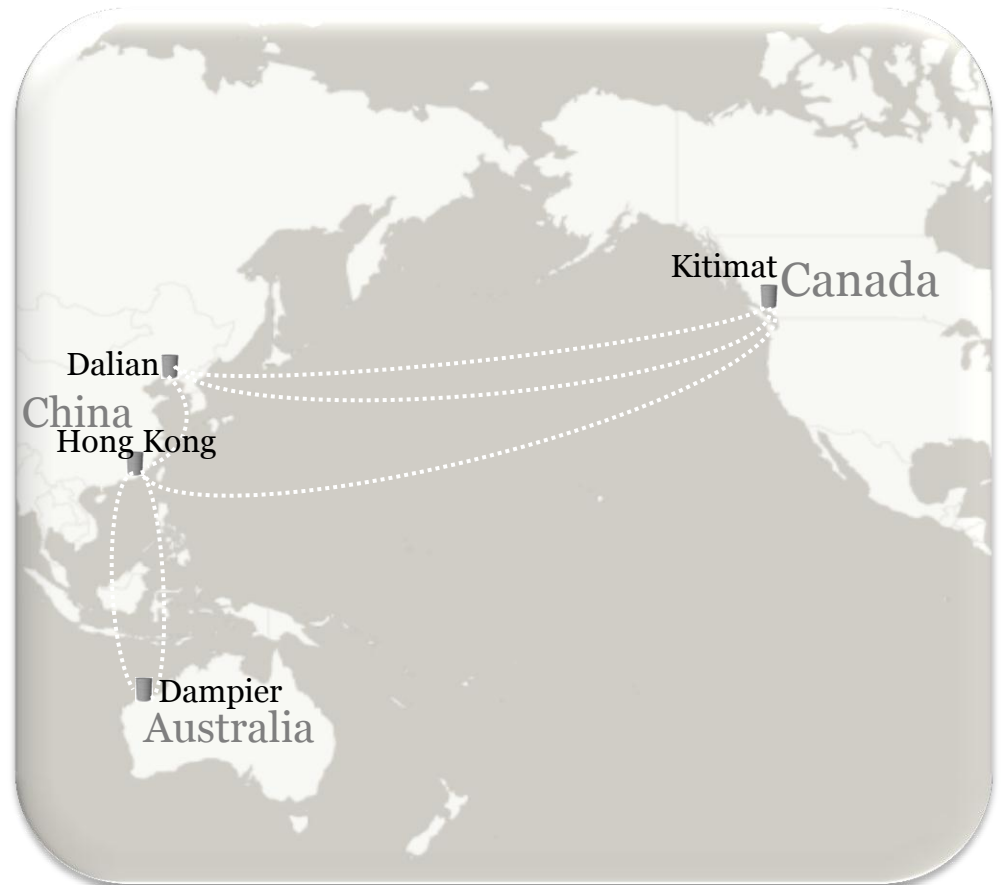 Kitimat
Canada
Dalian
China
Hong Kong
Dampier
Australia